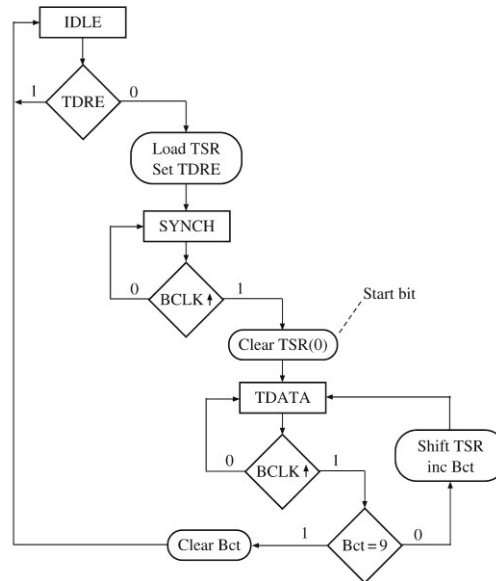 IDLE
TDRE
1
0
Load TSR
Set TDRE
SYNCH
BCLK ↑
0
1
Start bit
Clear TSR(0)
TDATA
BCLK ↑
0
1
Shift TSR
inc Bct
Clear Bct
1
Bct = 9
0